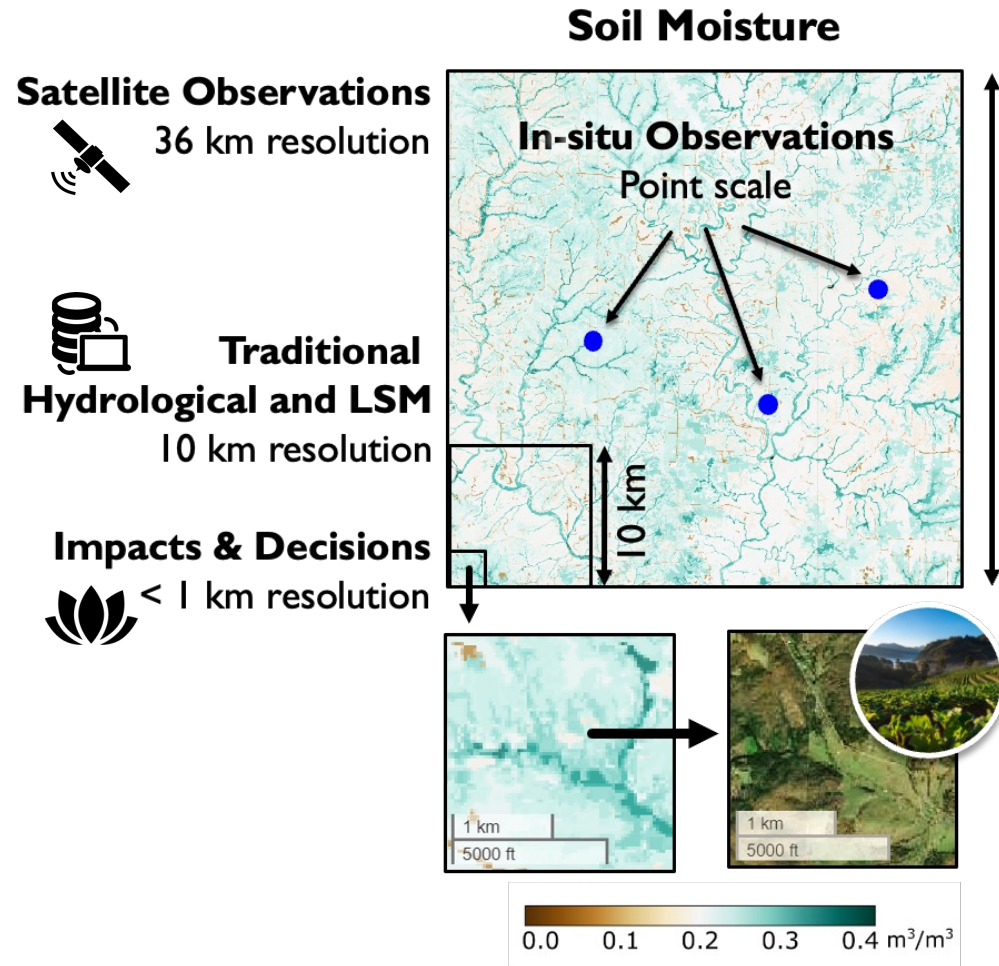 Soil Moisture
Satellite Observations
36 km resolution
In-situ Observations
Point scale
Traditional
Hydrological and LSM
10 km resolution
10 km
Impacts & Decisions
< 1 km resolution
1 km
5000 ft
1 km
5000 ft
0.0 0.1 0.2 0.3 0.4 m³/m³